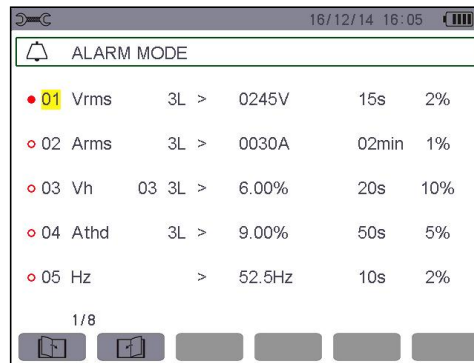 16/12/14 16:05
ALARM MODE
01 Vrms 3L > 0245V 15s 2%
02 Arms 3L > 0030A 02min 1%
03 Vh 03 3L > 6.00% 20s 10%
04 Athd 3L > 9.00% 50s 5%
05 Hz > 52.5Hz 10s 2%
1/8